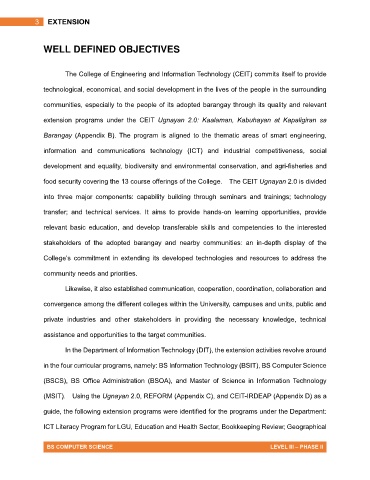 3 EXTENSION
WELL DEFINED OBJECTIVES
The College of Engineering and Information Technology (CEIT) commits itself to provide
technological, economical, and social development in the lives of the people in the surrounding
communities, especially to the people of its adopted barangay through its quality and relevant
extension programs under the CEIT Ugnayan 2.0: Kaalaman, Kabuhayan at Kapaligiran sa
Barangay (Appendix B). The program is aligned to the thematic areas of smart engineering,
information and communications technology (ICT) and industrial competitiveness, social
development and equality, biodiversity and environmental conservation, and agri-fisheries and
food security covering the 13 course offerings of the College. The CEIT Ugnayan 2.0 is divided
into three major components: capability building through seminars and trainings; technology
transfer; and technical services. It aims to provide hands-on learning opportunities, provide
relevant basic education, and develop transferable skills and competencies to the interested
stakeholders of the adopted barangay and nearby communities: an in-depth display of the
College's commitment in extending its developed technologies and resources to address the
community needs and priorities.
Likewise, it also established communication, cooperation, coordination, collaboration and
convergence among the different colleges within the University, campuses and units, public and
private industries and other stakeholders in providing the necessary knowledge, technical
assistance and opportunities to the target communities.
In the Department of Information Technology (DIT), the extension activities revolve around
in the four curricular programs, namely: BS Information Technology (BSIT), BS Computer Science
(BSCS), BS Office Administration (BSOA), and Master of Science in Information Technology
(MSIT). Using the Ugnayan 2.0, REFORM (Appendix C), and CEIT-IRDEAP (Appendix D) as a
guide, the following extension programs were identified for the programs under the Department:
ICT Literacy Program for LGU, Education and Health Sector, Bookkeeping Review; Geographical
BS COMPUTER SCIENCE LEVEL III – PHASE II